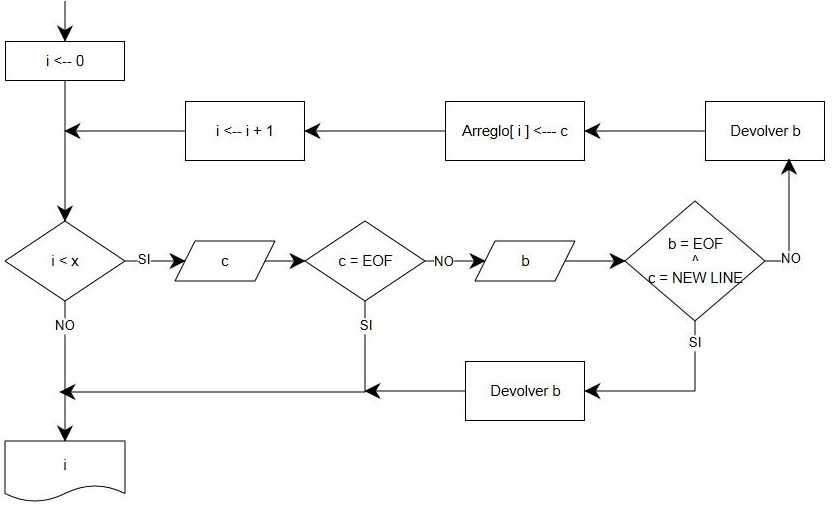 i <-- 0
i <-- i + 1
Arreglo[ i ] <--- c
Devolver b
i < x
SI
c
c = EOF
NO
b
b = EOF
^
c = NEW LINE
NO
NO
SI
SI
Devolver b
i